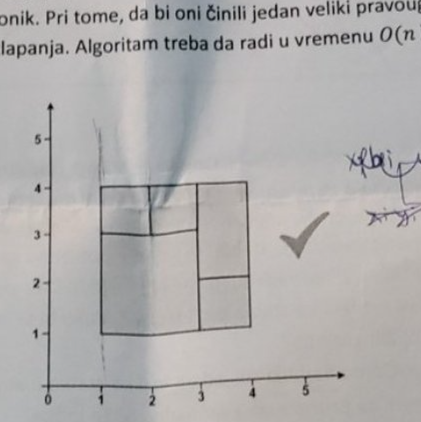 onik. Pri tome, da bi oni činili jedan veliki pravoug
lapanja. Algoritam treba da radi u vremenu O(n
5
4
3
2
1
0 1 2 3 4 5